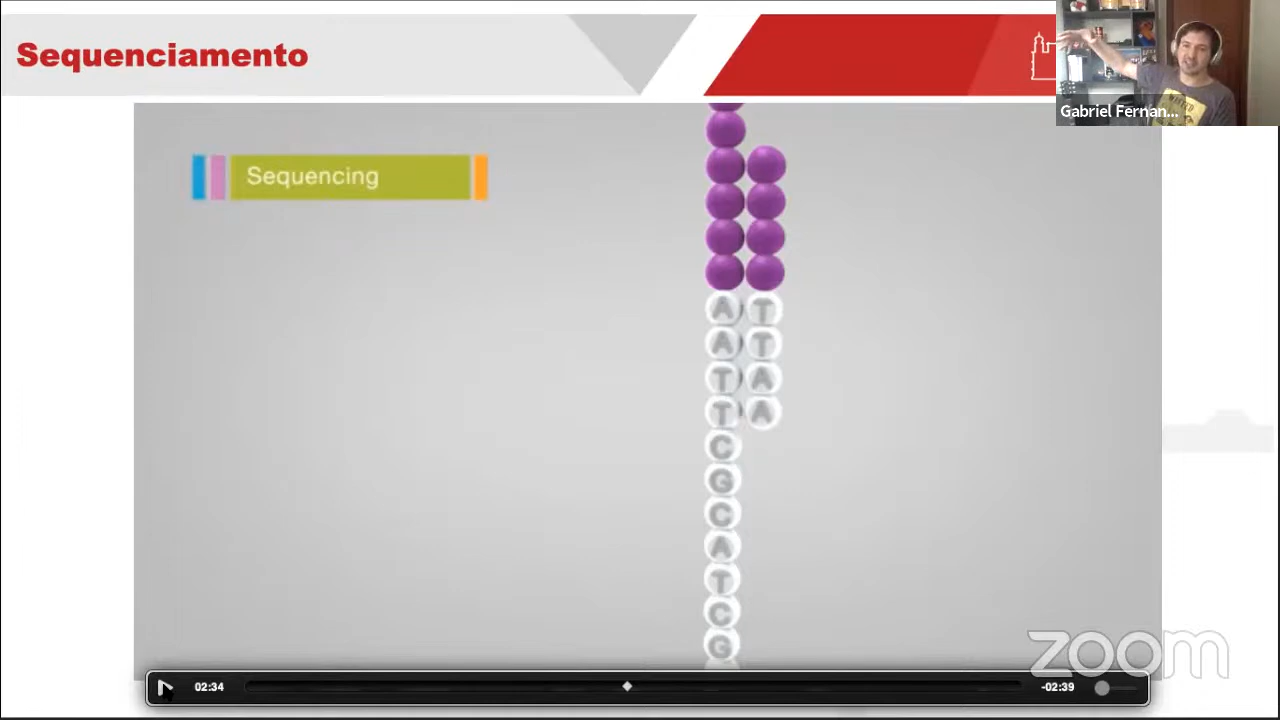 Sequenciamento
Gabriel Fernan...
Sequencing
A T
A T
T A
T A
C
G
C
A
T
C
G
zoom
02:34
-02:39